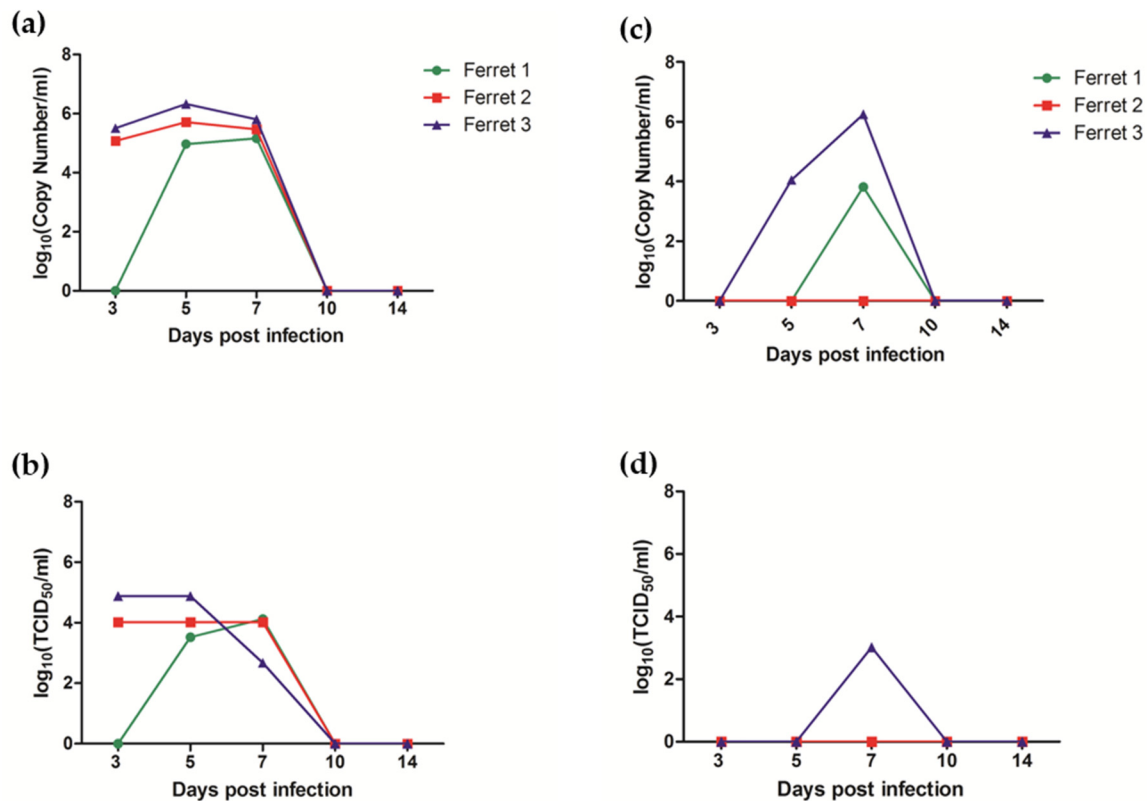 (a)
log10(Copy Number/ml)
8
6
4
2
0
3 5 7 10 14
Days post infection
Ferret 1
Ferret 2
Ferret 3
(c)
log10(Copy Number/ml)
8
6
4
2
0
3 5 7 10 14
Days post infection
Ferret 1
Ferret 2
Ferret 3
(b)
log10(TCID50/ml)
8
6
4
2
0
3 5 7 10 14
Days post infection
(d)
log10(TCID50/ml)
8
6
4
2
0
3 5 7 10 14
Days post infection